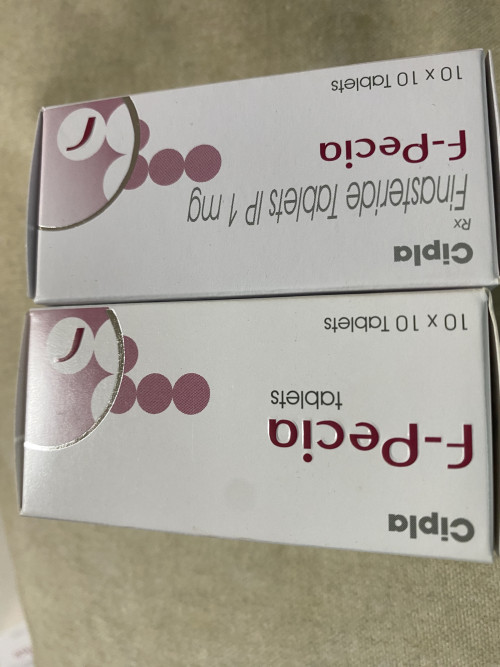 Cipla
f-Pecia
tablets
10 x 10 Tablets
Cipla
Rx
Finasteride Tablets IP 1 mg
f-Pecia
10 x 10 Tablets